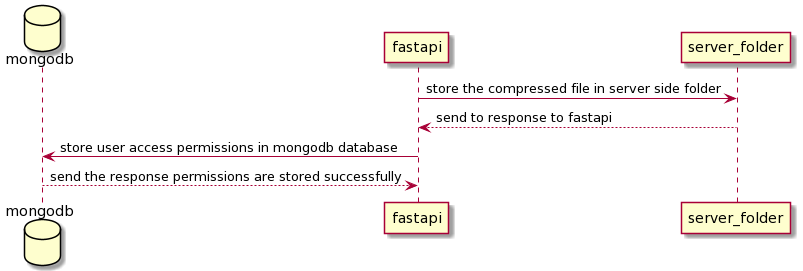 mongodb
fastapi
server_folder
store the compressed file in server side folder
send to response to fastapi
store user access permissions in mongodb database
send the response permissions are stored successfully
mongodb
fastapi
server_folder